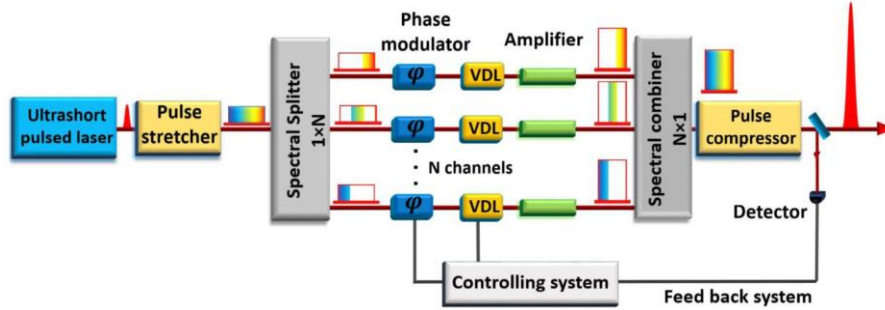 Phase
modulator
Amplifier
Ultrashort
pulsed laser
Pulse
stretcher
Spectral Splitter
1×N
φ
VDL
φ
VDL
N channels
φ
VDL
Spectral combiner
N×1
Pulse
compressor
Detector
Controlling system
Feed back system